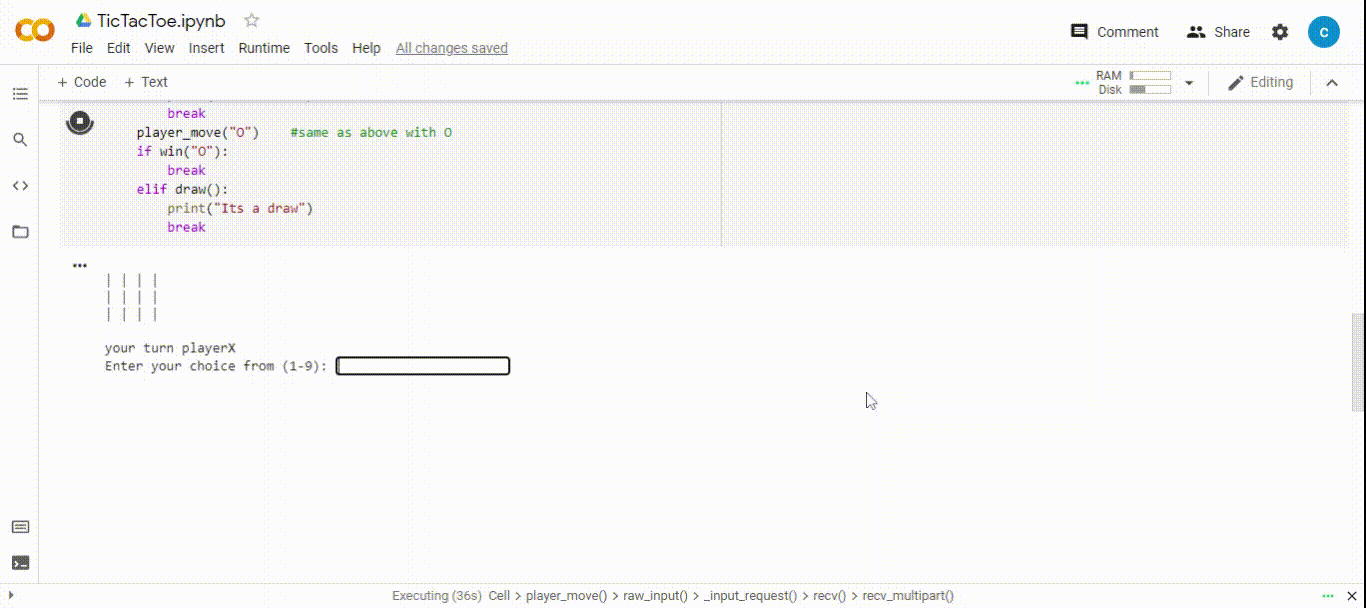 TicTacToe.ipynb
File Edit View Insert Runtime Tools Help All changes saved
Comment Share C
+ Code + Text
RAM
Disk
Editing
break
player_move("O")    #same as above with O
if win("O"):
break
elif draw():
print("Its a draw")
break
| | | |
| | | |
| | | |
your turn playerX
Enter your choice from (1-9):
Executing (36s) Cell > player_move() > raw_input() > _input_request() > recv() > recv_multipart()